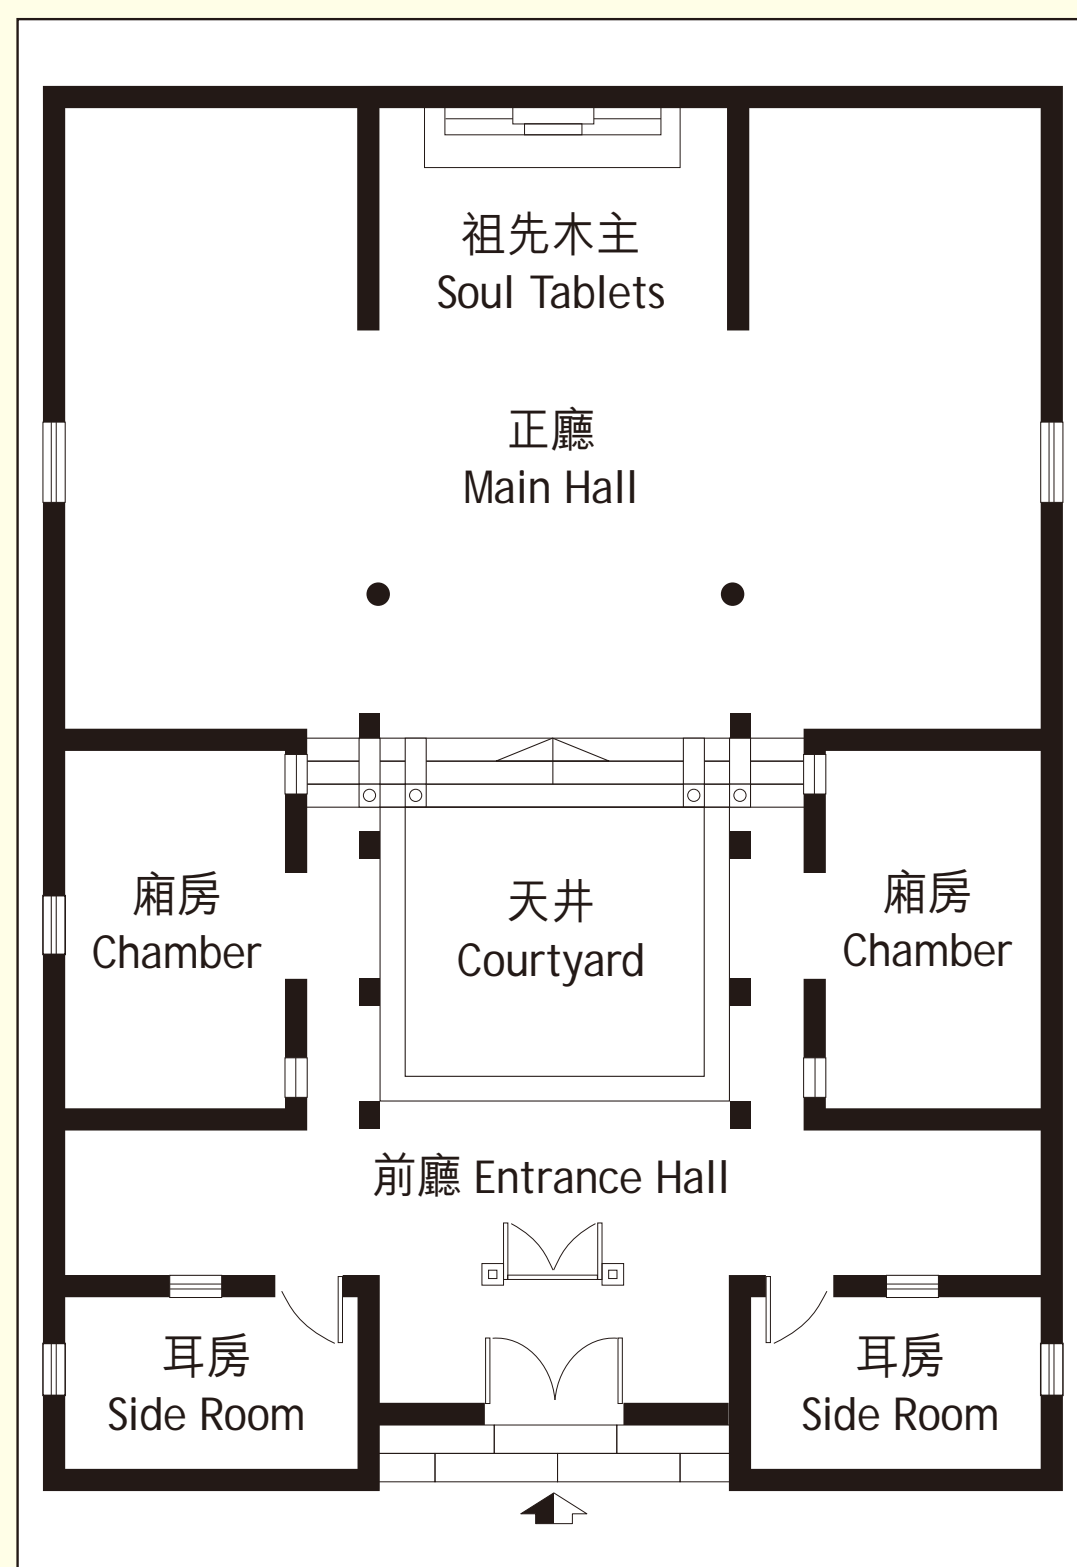 祖先木主
Soul Tablets
正廳
Main Hall
廂房
Chamber
天井
Courtyard
廂房
Chamber
前廳 Entrance Hall
耳房
Side Room
耳房
Side Room